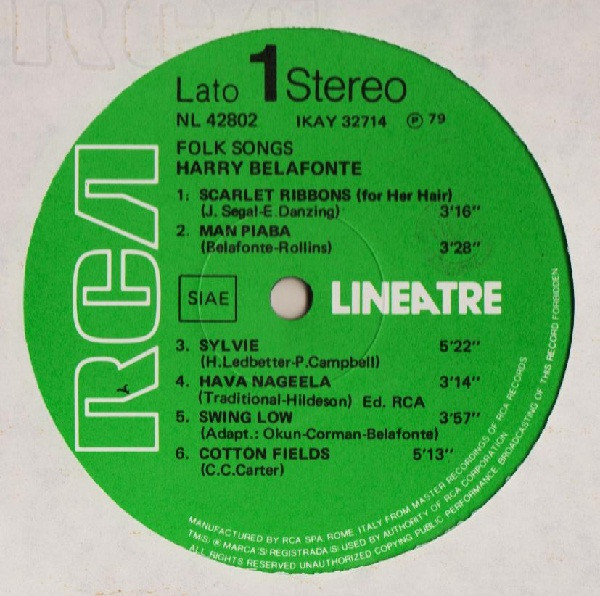 Lato 1 Stereo
NL 42802 IKAY 32714 Ⓟ 79
FOLK SONGS
HARRY BELAFONTE
1: SCARLET RIBBONS (for Her Hair)
(J. Segal-E.Danzing) 3'16"
2. MAN PIABA
(Belafonte-Rollins) 3'28"
SIAE LINEATRE
3. SYLVIE 5'22"
(H.Ledbetter-P.Campbell)
4. HAVA NAGEELA 3'14"
(Traditional-Hildeson) Ed. RCA
5. SWING LOW 3'57"
(Adapt.: Okun-Corman-Belafonte)
6. COTTON FIELDS 5'13"
(C.C.Carter)
RCA
MANUFACTURED BY RCA SPA, ROME, ITALY FROM MASTER RECORDINGS OF RCA RECORDS
TM(S) ® MARCA(S) REGISTRADA(S) USED BY AUTHORITY OF RCA CORPORATION
ALL RIGHTS RESERVED UNAUTHORIZED COPYING PUBLIC PERFORMANCE BROADCASTING OF THIS RECORD FORBIDDEN